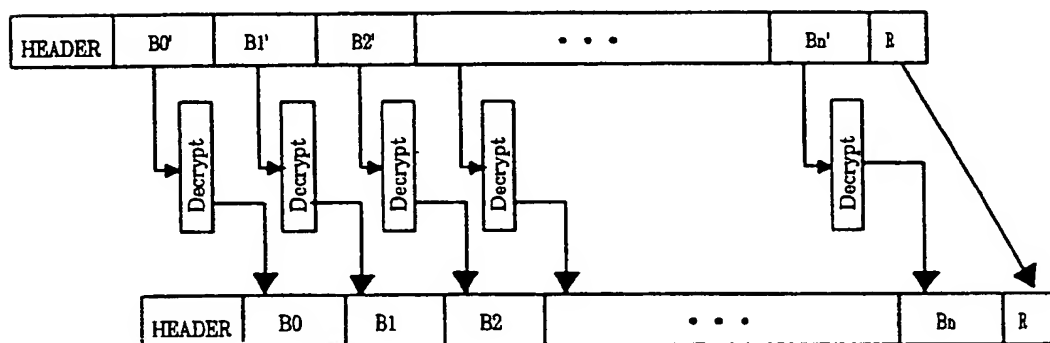 HEADER B0' B1' B2' • • • Bn' R
Decrypt Decrypt Decrypt Decrypt Decrypt
HEADER B0 B1 B2 • • • Bn R